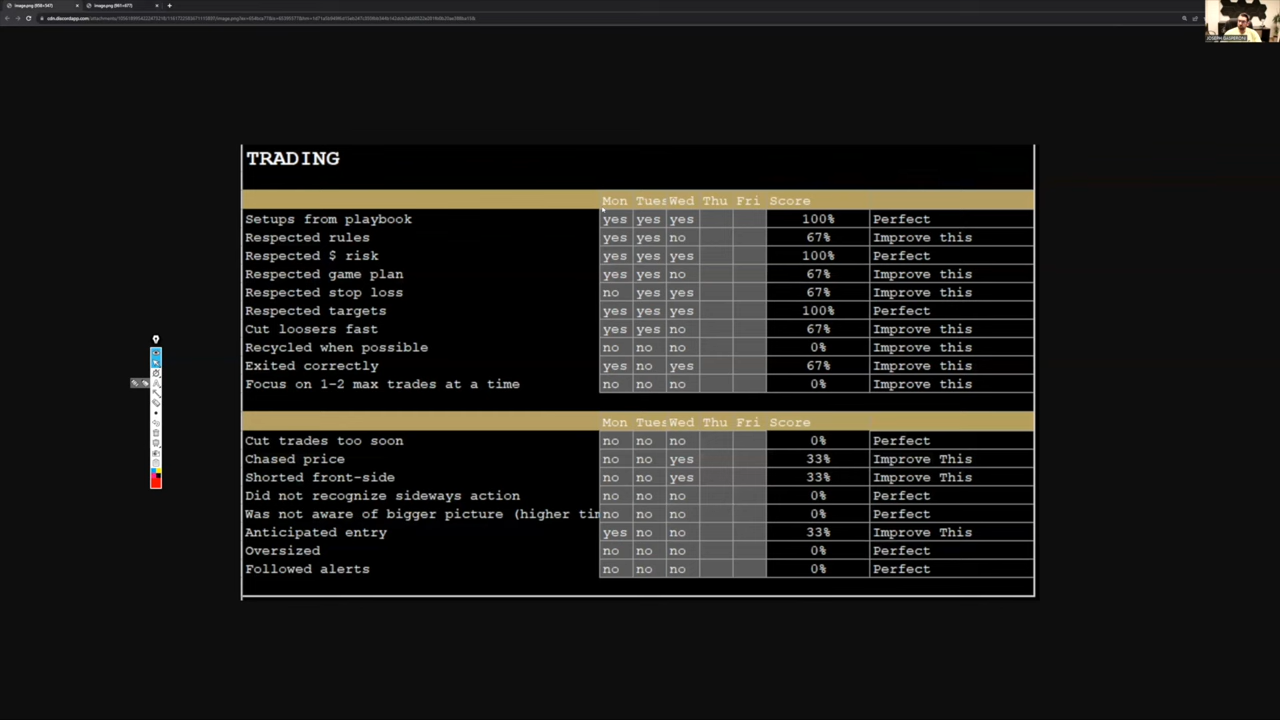 image.png (958×547)
TRADING
Mon Tues Wed Thu Fri Score
Setups from playbook yes yes yes 100% Perfect
Respected rules yes yes no 67% Improve this
Respected $ risk yes yes yes 100% Perfect
Respected game plan yes yes no 67% Improve this
Respected stop loss no yes yes 67% Improve this
Respected targets yes yes yes 100% Perfect
Cut loosers fast yes yes no 67% Improve this
Recycled when possible no no no 0% Improve this
Exited correctly yes no yes 67% Improve this
Focus on 1-2 max trades at a time no no no 0% Improve this
Mon Tues Wed Thu Fri Score
Cut trades too soon no no no 0% Perfect
Chased price no no yes 33% Improve This
Shorted front-side no no yes 33% Improve This
Did not recognize sideways action no no no 0% Perfect
Was not aware of bigger picture (higher tim no no no 0% Perfect
Anticipated entry yes no no 33% Improve This
Oversized no no no 0% Perfect
Followed alerts no no no 0% Perfect